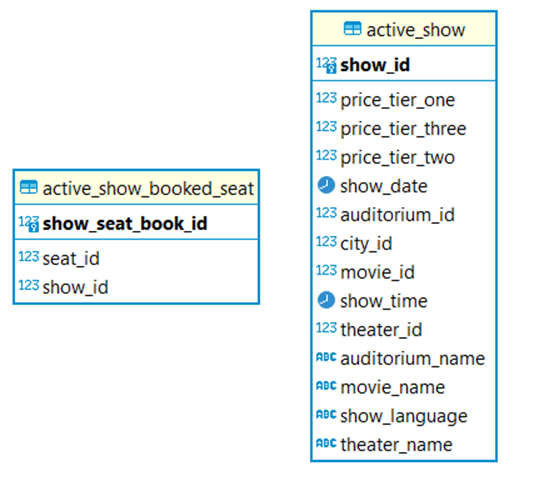 active_show_booked_seat
123 show_seat_book_id
123 seat_id
123 show_id
active_show
123 show_id
123 price_tier_one
123 price_tier_three
123 price_tier_two
show_date
123 auditorium_id
123 city_id
123 movie_id
show_time
123 theater_id
ABC auditorium_name
ABC movie_name
ABC show_language
ABC theater_name